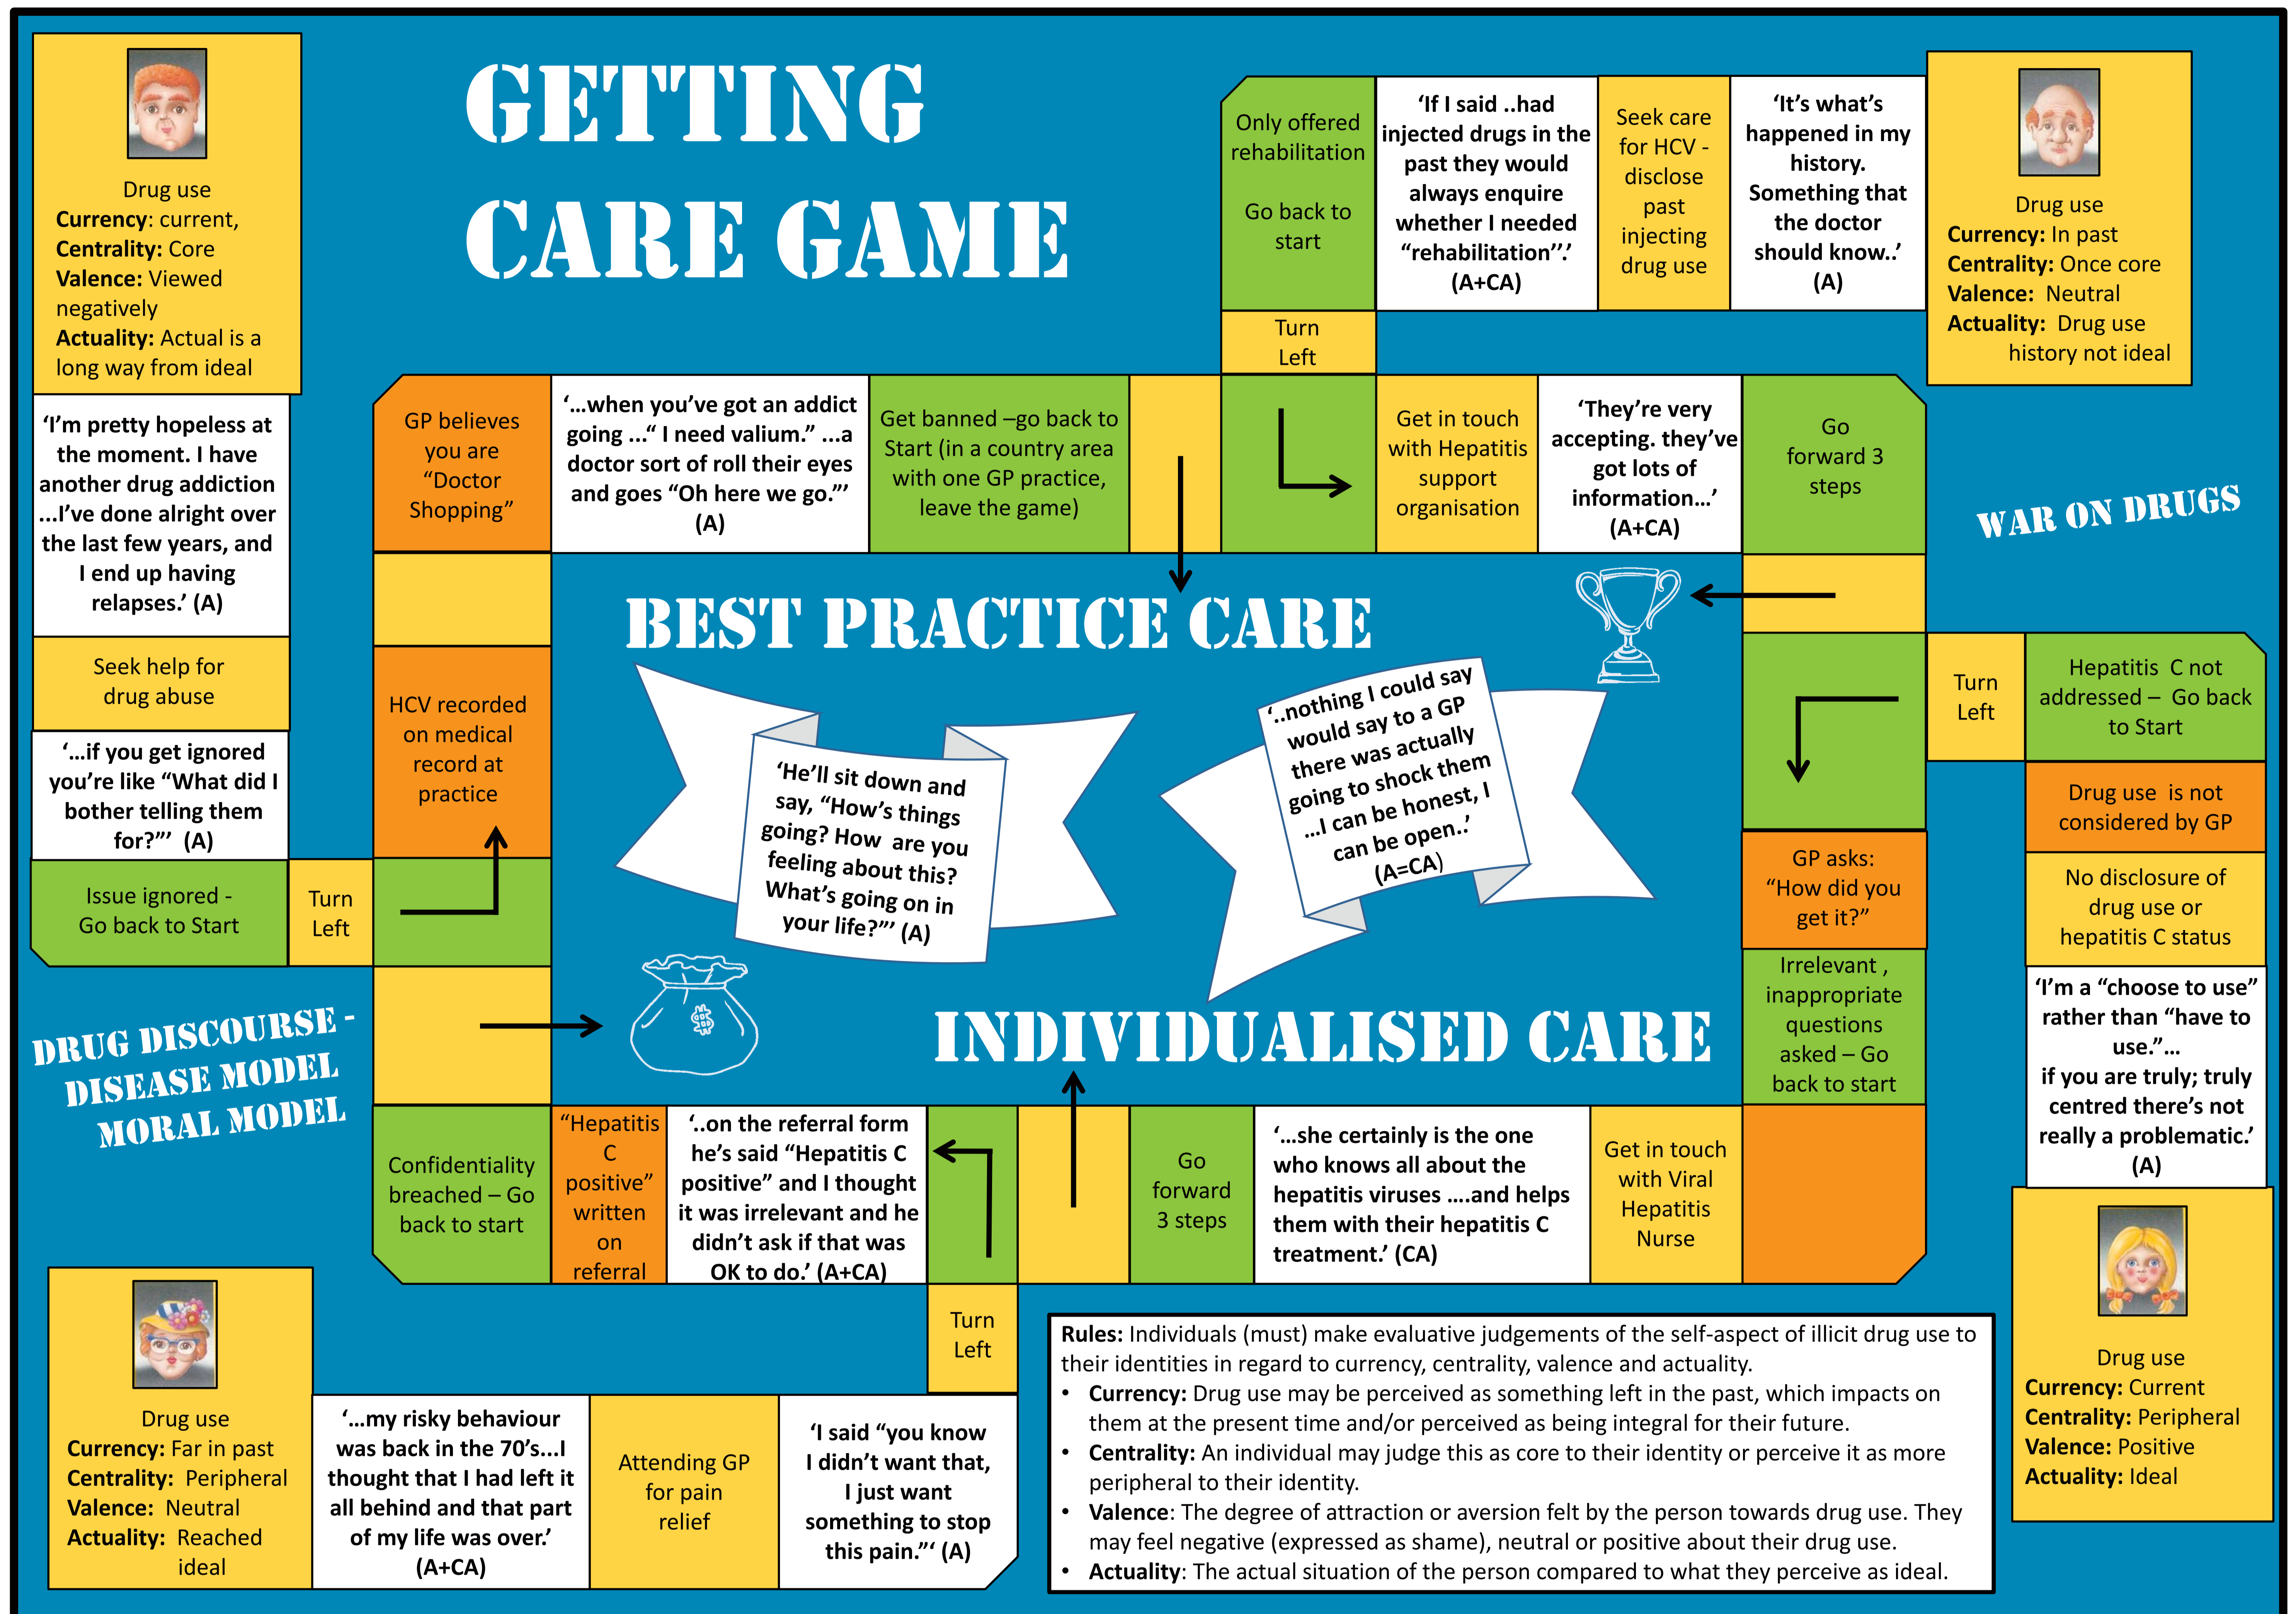 GETTING
CARE GAME
Drug use
Currency: current,
Centrality: Core
Valence: Viewed
negatively
Actuality: Actual is a
long way from ideal
‘I’m pretty hopeless at
the moment. I have
another drug addiction
...I’ve done alright over
the last few years, and
I end up having
relapses.’ (A)
Seek help for
drug abuse
‘...if you get ignored
you’re like “What did I
bother telling them
for?”’ (A)
Issue ignored -
Go back to Start
Turn
Left
Only offered
rehabilitation
Go back to
start
‘If I said ..had
injected drugs in the
past they would
always enquire
whether I needed
“rehabilitation”.’
(A+CA)
Seek care
for HCV -
disclose
past
injecting
drug use
‘It’s what’s
happened in my
history.
Something that
the doctor
should know..’
(A)
Drug use
Currency: In past
Centrality: Once core
Valence: Neutral
Actuality: Drug use
history not ideal
Turn
Left
GP believes
you are
“Doctor
Shopping”
‘...when you’ve got an addict
going ...“ I need valium.” ...a
doctor sort of roll their eyes
and goes “Oh here we go.”’
(A)
Get banned –go back to
Start (in a country area
with one GP practice,
leave the game)
Get in touch
with Hepatitis
support
organisation
‘They’re very
accepting. they’ve
got lots of
information...’
(A+CA)
Go
forward 3
steps
WAR ON DRUGS
HCV recorded
on medical
record at
practice
BEST PRACTICE CARE
‘He’ll sit down and
say, “How’s things
going? How are you
feeling about this?
What’s going on in
your life?”’ (A)
‘..nothing I could say
would say to a GP
there was actually
going to shock them
...I can be honest, I
can be open..’
(A=CA)
$
INDIVIDUALISED CARE
Turn
Left
Hepatitis C not
addressed – Go back
to Start
Drug use is not
considered by GP
No disclosure of
drug use or
hepatitis C status
‘I’m a “choose to use”
rather than “have to
use.”...
if you are truly; truly
centred there’s not
really a problematic.’
(A)
GP asks:
“How did you
get it?”
Irrelevant ,
inappropriate
questions
asked – Go
back to start
DRUG DISCOURSE -
DISEASE MODEL
MORAL MODEL
Confidentiality
breached – Go
back to start
“Hepatitis
C
positive”
written
on
referral
‘..on the referral form
he’s said “Hepatitis C
positive” and I thought
it was irrelevant and he
didn’t ask if that was
OK to do.’ (A+CA)
Go
forward
3 steps
‘...she certainly is the one
who knows all about the
hepatitis viruses ....and helps
them with their hepatitis C
treatment.’ (CA)
Get in touch
with Viral
Hepatitis
Nurse
Turn
Left
Drug use
Currency: Far in past
Centrality: Peripheral
Valence: Neutral
Actuality: Reached
ideal
‘...my risky behaviour
was back in the 70’s...I
thought that I had left it
all behind and that part
of my life was over.’
(A+CA)
Attending GP
for pain
relief
‘I said “you know
I didn’t want that,
I just want
something to stop
this pain.”‘ (A)
Rules: Individuals (must) make evaluative judgements of the self-aspect of illicit drug use to
their identities in regard to currency, centrality, valence and actuality.
• Currency: Drug use may be perceived as something left in the past, which impacts on
them at the present time and/or perceived as being integral for their future.
• Centrality: An individual may judge this as core to their identity or perceive it as more
peripheral to their identity.
• Valence: The degree of attraction or aversion felt by the person towards drug use. They
may feel negative (expressed as shame), neutral or positive about their drug use.
• Actuality: The actual situation of the person compared to what they perceive as ideal.
Drug use
Currency: Current
Centrality: Peripheral
Valence: Positive
Actuality: Ideal